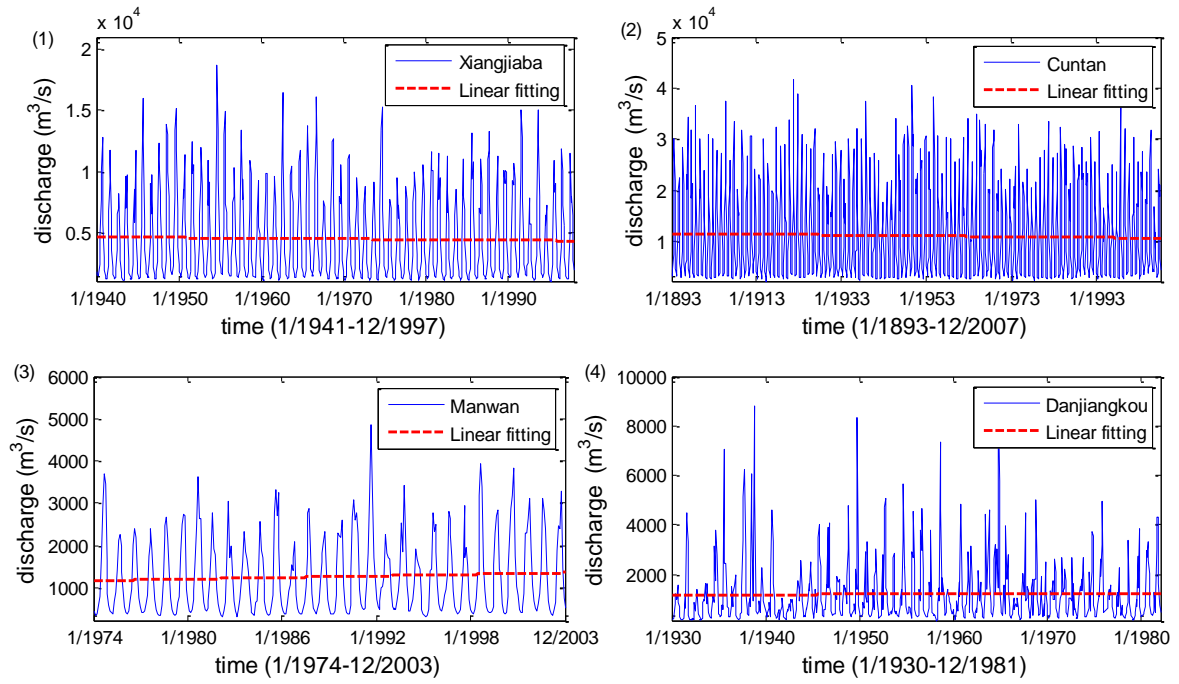 (1)
x 10^4
2
1.5
1
0.5
discharge (m^3/s)
Xiangjiaba
Linear fitting
1/1940 1/1950 1/1960 1/1970 1/1980 1/1990
time (1/1941-12/1997)
(2)
x 10^4
5
4
3
2
1
discharge (m^3/s)
Cuntan
Linear fitting
1/1893 1/1913 1/1933 1/1953 1/1973 1/1993
time (1/1893-12/2007)
(3)
6000
5000
4000
3000
2000
1000
discharge (m^3/s)
Manwan
Linear fitting
1/1974 1/1980 1/1986 1/1992 1/1998 12/2003
time (1/1974-12/2003)
(4)
10000
8000
6000
4000
2000
discharge (m^3/s)
Danjiangkou
Linear fitting
1/1930 1/1940 1/1950 1/1960 1/1970 1/1980
time (1/1930-12/1981)